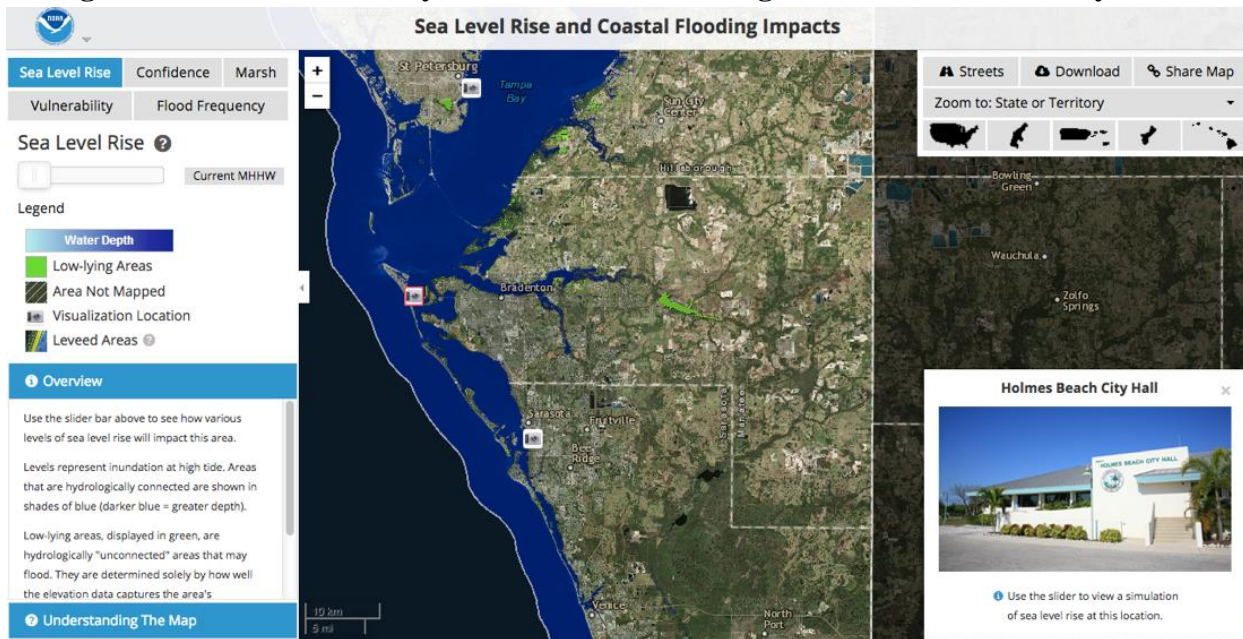 NOAA
Sea Level Rise and Coastal Flooding Impacts
Sea Level Rise
Confidence
Marsh
Vulnerability
Flood Frequency
Sea Level Rise ?
Current MHHW
Legend
Water Depth
Low-lying Areas
Area Not Mapped
Visualization Location
Leveed Areas ?
Overview
Use the slider bar above to see how various
levels of sea level rise will impact this area.
Levels represent inundation at high tide. Areas
that are hydrologically connected are shown in
shades of blue (darker blue = greater depth).
Low-lying areas, displayed in green, are
hydrologically "unconnected" areas that may
flood. They are determined solely by how well
the elevation data captures the area's
Understanding The Map
+
−
St Petersburg
Tampa
Bay
Sun City
Center
Hillsborough
Bradenton
Sarasota
Fruitville
Bee
Ridge
Sarasota
Manatee
Venice
North
Port
10 km
5 mi
Bowling
Green
Wauchula
Zolfo
Springs
Streets
Download
Share Map
Zoom to: State or Territory
Holmes Beach City Hall
×
HOLMES BEACH CITY HALL
Use the slider to view a simulation
of sea level rise at this location.